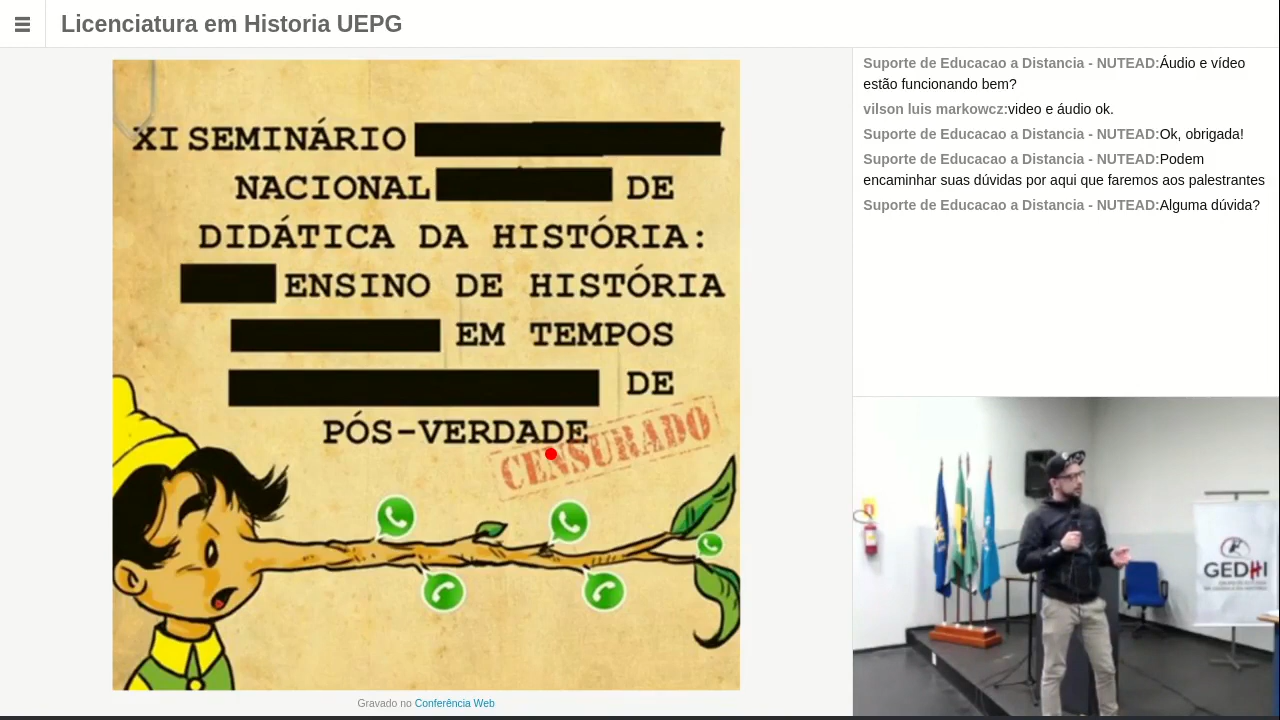 Licenciatura em Historia UEPG
XI SEMINÁRIO
NACIONAL DE
DIDÁTICA DA HISTÓRIA:
ENSINO DE HISTÓRIA
EM TEMPOS
DE
PÓS-VERDADE
CENSURADO
Gravado no Conferência Web
Suporte de Educacao a Distancia - NUTEAD:Áudio e vídeo
estão funcionando bem?
vilson luis markowcz:video e áudio ok.
Suporte de Educacao a Distancia - NUTEAD:Ok, obrigada!
Suporte de Educacao a Distancia - NUTEAD:Podem
encaminhar suas dúvidas por aqui que faremos aos palestrantes
Suporte de Educacao a Distancia - NUTEAD:Alguma dúvida?
GEDHI